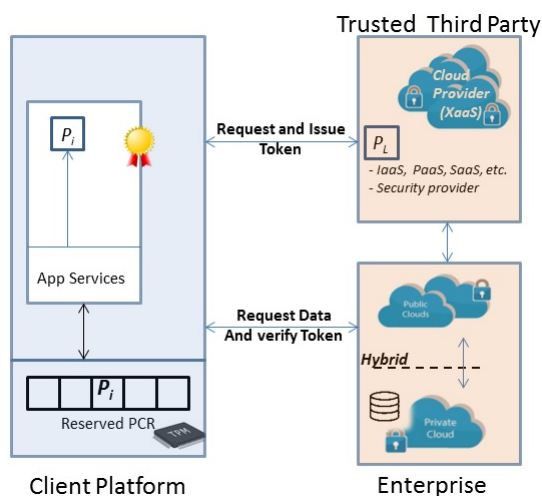 Trusted Third Party
Cloud
Provider
(XaaS)
P_i
Request and Issue
Token
P_L
- IaaS, PaaS, SaaS, etc.
- Security provider
App Services
Request Data
And verify Token
Public
Clouds
Hybrid
P_i
Reserved PCR
TPM
Private
Cloud
Client Platform
Enterprise